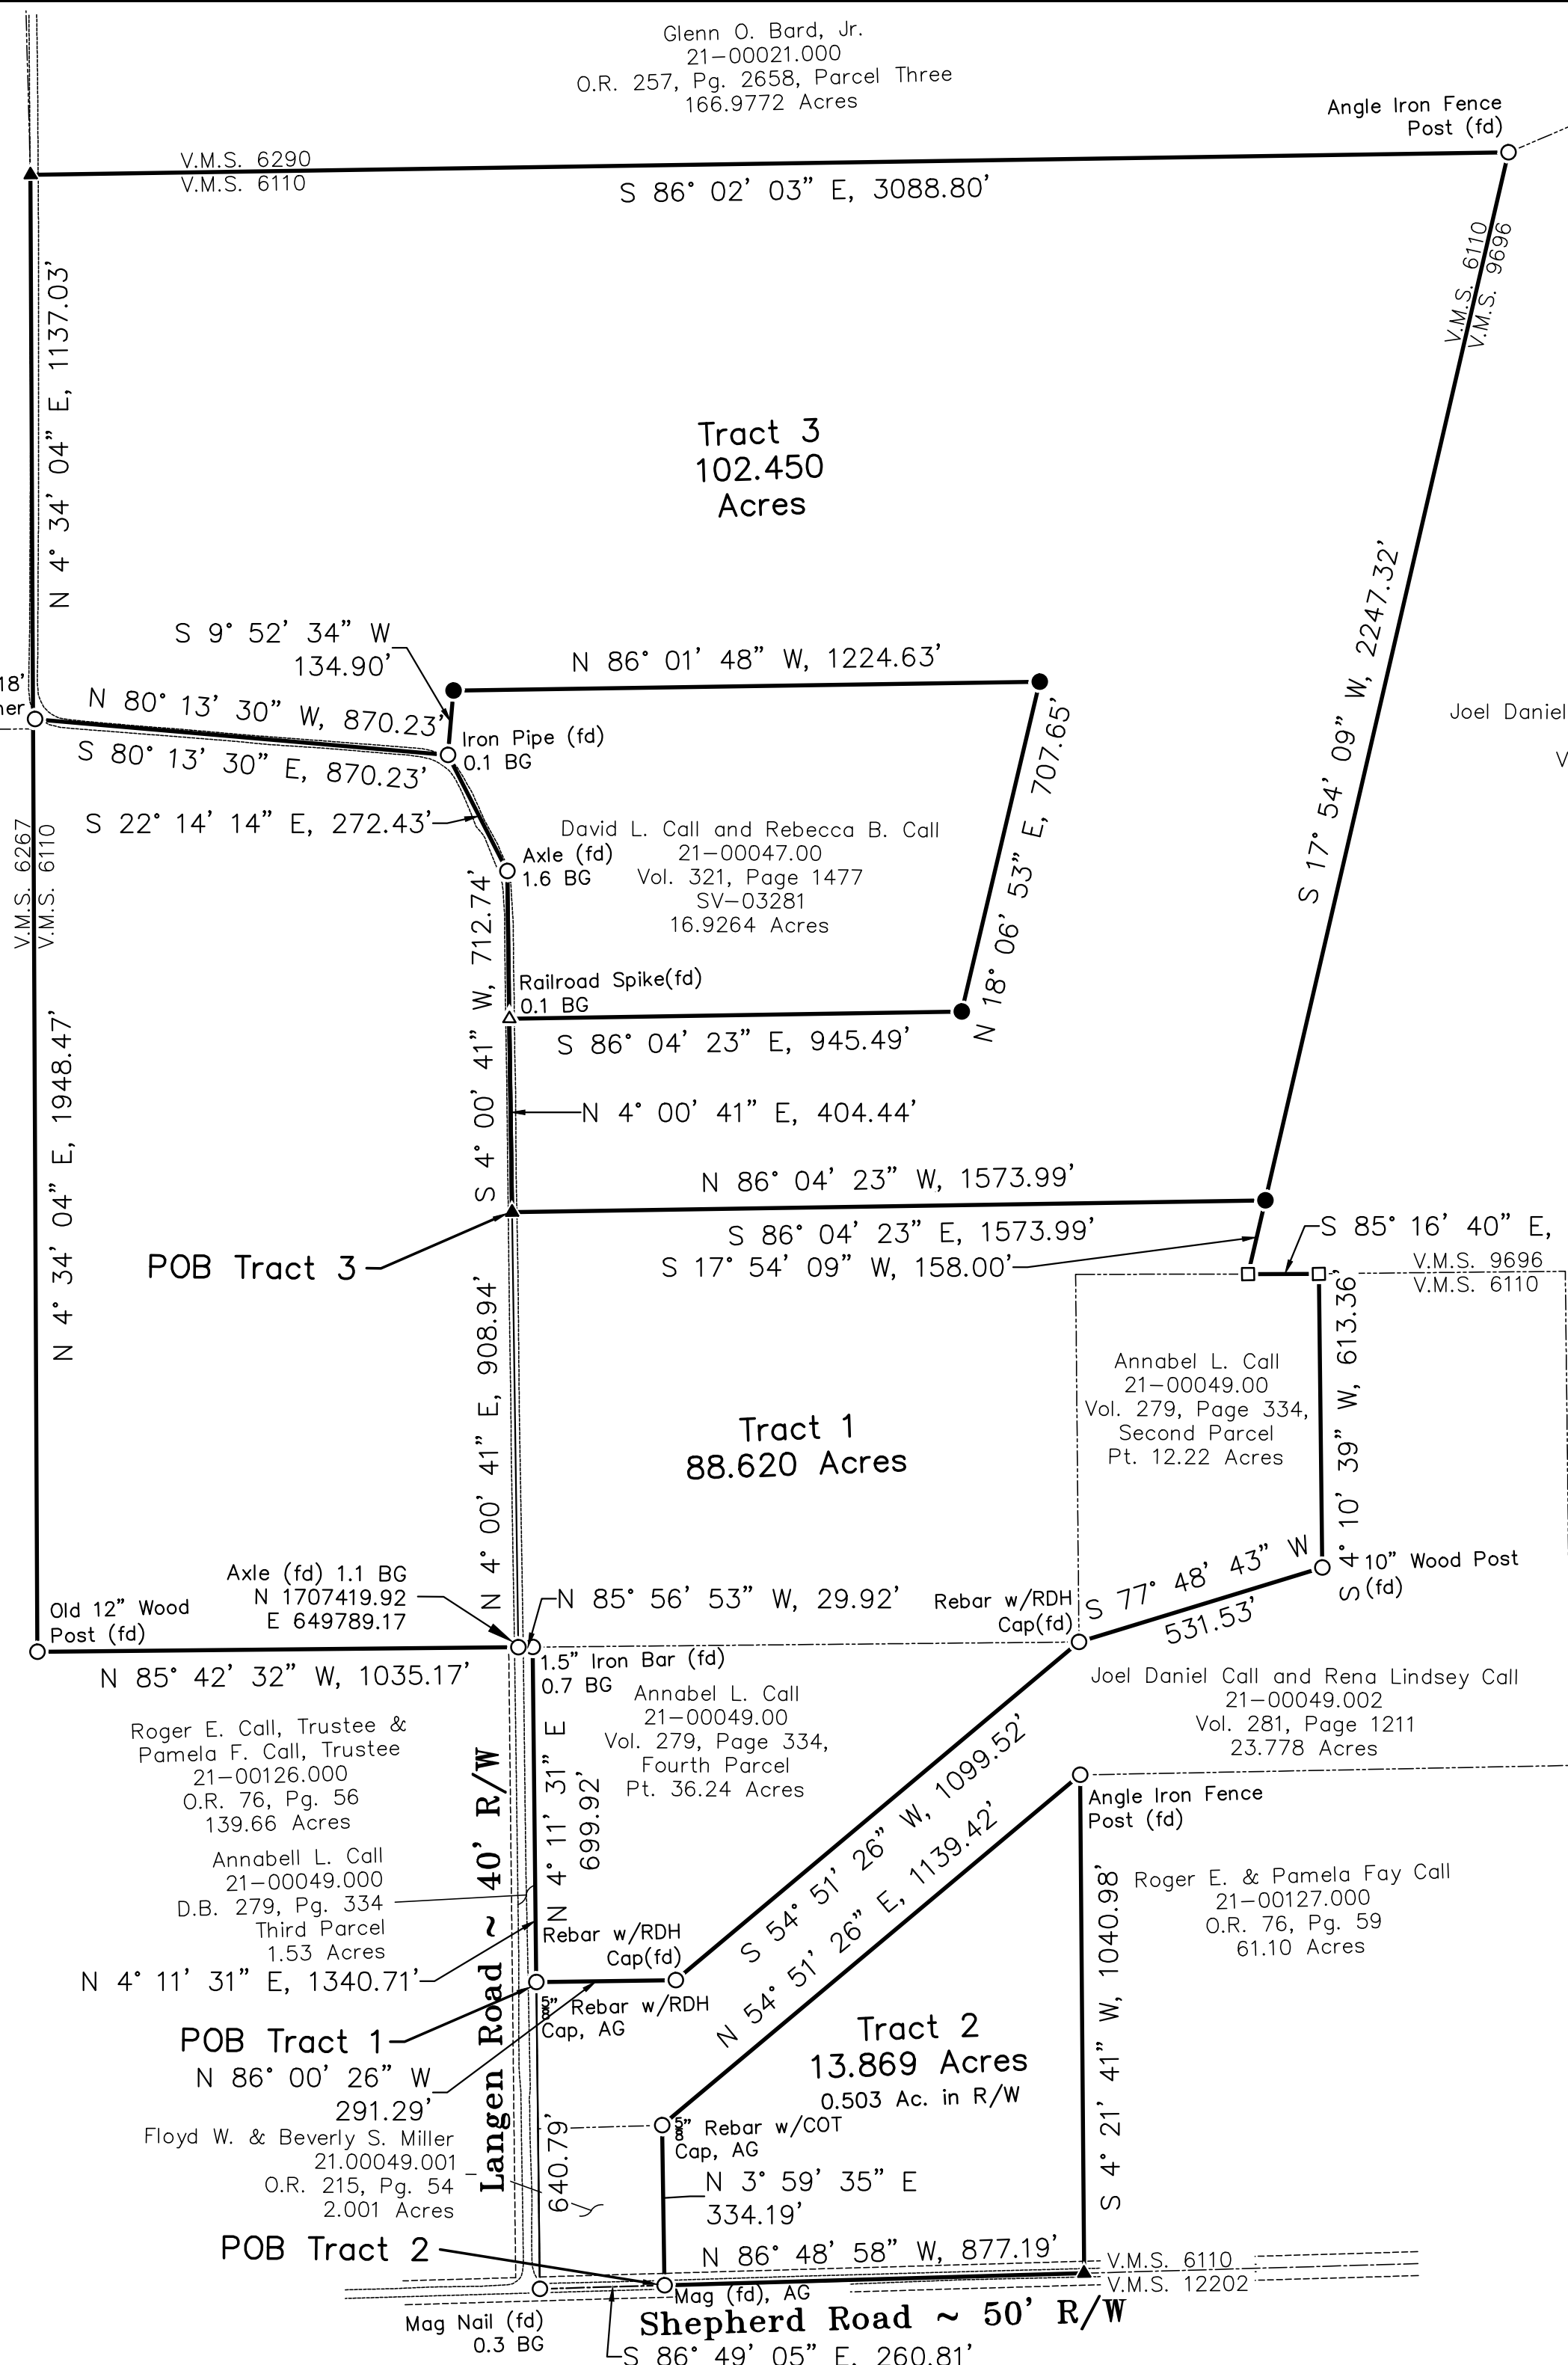 Glenn O. Bard, Jr.
21–00021.000
O.R. 257, Pg. 2658, Parcel Three
166.9772 Acres
Angle Iron Fence
Post (fd)
V.M.S. 6290
V.M.S. 6110
S 86° 02' 03" E, 3088.80'
N 4° 34' 04" E, 1137.03'
V.M.S. 6110
V.M.S. 9696
Tract 3
102.450
Acres
S 17° 54' 09" W, 2247.32'
S 9° 52' 34" W
134.90'
N 86° 01' 48" W, 1224.63'
18'
ner
N 80° 13' 30" W, 870.23'
S 80° 13' 30" E, 870.23'
Iron Pipe (fd)
0.1 BG
N 18° 06' 53" E, 707.65'
Joel Daniel
V
S 22° 14' 14" E, 272.43'
V.M.S. 6267
V.M.S. 6110
David L. Call and Rebecca B. Call
21–00047.00
Vol. 321, Page 1477
SV–03281
16.9264 Acres
Axle (fd)
1.6 BG
S 4° 00' 41" W, 712.74'
Railroad Spike(fd)
0.1 BG
S 86° 04' 23" E, 945.49'
N 4° 34' 04" E, 1948.47'
N 4° 00' 41" E, 404.44'
N 86° 04' 23" W, 1573.99'
S 86° 04' 23" E, 1573.99'
S 17° 54' 09" W, 158.00'
S 85° 16' 40" E,
POB Tract 3
V.M.S. 9696
V.M.S. 6110
N 4° 00' 41" E, 908.94'
S 4° 10' 39" W, 613.36'
Annabel L. Call
21–00049.00
Vol. 279, Page 334,
Second Parcel
Pt. 12.22 Acres
Tract 1
88.620 Acres
Axle (fd) 1.1 BG
N 1707419.92
E 649789.17
N 85° 56' 53" W, 29.92'
Rebar w/RDH
Cap(fd)
S 77° 48' 43" W
531.53'
10" Wood Post
(fd)
Old 12" Wood
Post (fd)
N 85° 42' 32" W, 1035.17'
1.5" Iron Bar (fd)
0.7 BG
Annabel L. Call
21–00049.00
Vol. 279, Page 334,
Fourth Parcel
Pt. 36.24 Acres
Joel Daniel Call and Rena Lindsey Call
21–00049.002
Vol. 281, Page 1211
23.778 Acres
Roger E. Call, Trustee &
Pamela F. Call, Trustee
21–00126.000
O.R. 76, Pg. 56
139.66 Acres
N 4° 11' 31" E
699.92'
S 54° 51' 26" W, 1099.52'
N 54° 51' 26" E, 1139.42'
Angle Iron Fence
Post (fd)
Annabell L. Call
21–00049.000
D.B. 279, Pg. 334
Third Parcel
1.53 Acres
Langen Road ~ 40' R/W
Roger E. & Pamela Fay Call
21–00127.000
O.R. 76, Pg. 59
61.10 Acres
S 4° 21' 41" W, 1040.98'
Rebar w/RDH
Cap(fd)
N 4° 11' 31" E, 1340.71'
5/8" Rebar w/RDH
Cap, AG
POB Tract 1
N 86° 00' 26" W
291.29'
Tract 2
13.869 Acres
0.503 Ac. in R/W
Floyd W. & Beverly S. Miller
21.00049.001
O.R. 215, Pg. 54
2.001 Acres
640.79'
5/8" Rebar w/COT
Cap, AG
N 3° 59' 35" E
334.19'
POB Tract 2
N 86° 48' 58" W, 877.19'
V.M.S. 6110
V.M.S. 12202
Mag (fd), AG
Mag Nail (fd)
0.3 BG
Shepherd Road ~ 50' R/W
S 86° 49' 05" E, 260.81'